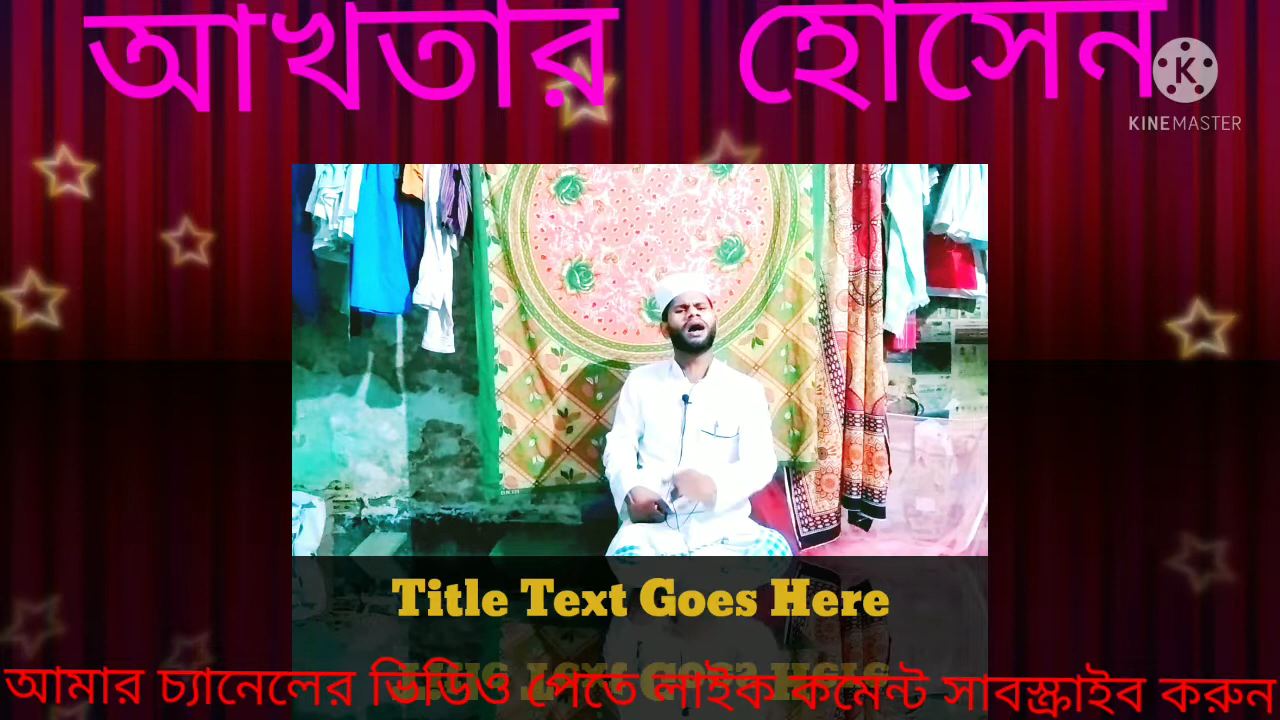 আখতার হোসেন
KINEMASTER
Title Text Goes Here
আমার চ্যানেলের ভিডিও পেতে লাইক কমেন্ট সাবস্ক্রাইব করুন